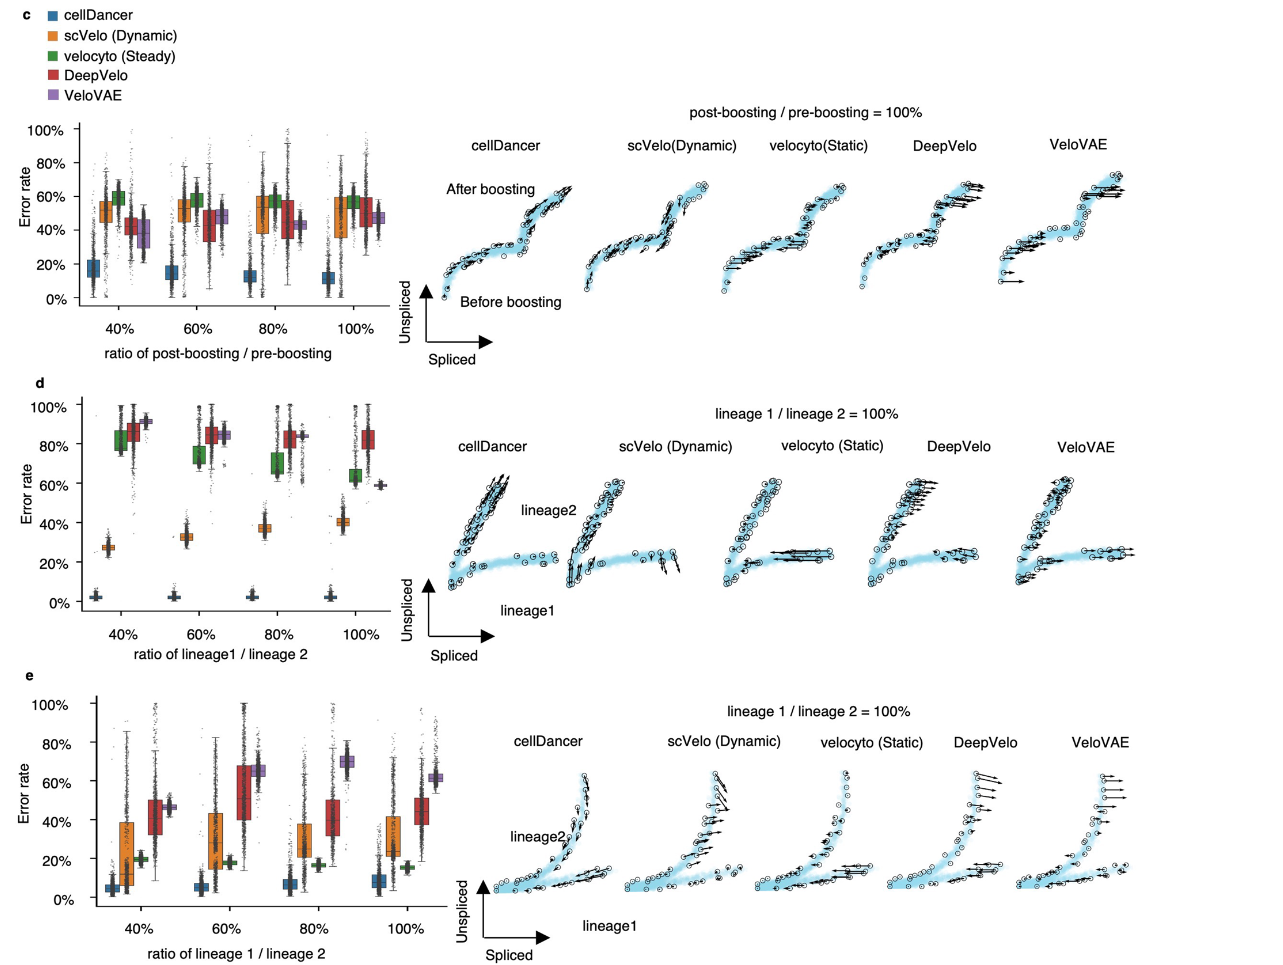 c
cellDancer
scVelo (Dynamic)
velocyto (Steady)
DeepVelo
VeloVAE
100%
80%
60%
40%
20%
0%
Error rate
40% 60% 80% 100%
ratio of post-boosting / pre-boosting
post-boosting / pre-boosting = 100%
cellDancer scVelo(Dynamic) velocyto(Static) DeepVelo VeloVAE
After boosting
Before boosting
Unspliced
Spliced
d
100%
80%
60%
40%
20%
0%
Error rate
40% 60% 80% 100%
ratio of lineage1 / lineage 2
lineage 1 / lineage 2 = 100%
cellDancer scVelo (Dynamic) velocyto (Static) DeepVelo VeloVAE
lineage2
lineage1
Unspliced
Spliced
e
100%
80%
60%
40%
20%
0%
Error rate
40% 60% 80% 100%
ratio of lineage 1 / lineage 2
lineage 1 / lineage 2 = 100%
cellDancer scVelo (Dynamic) velocyto (Static) DeepVelo VeloVAE
lineage2
lineage1
Unspliced
Spliced